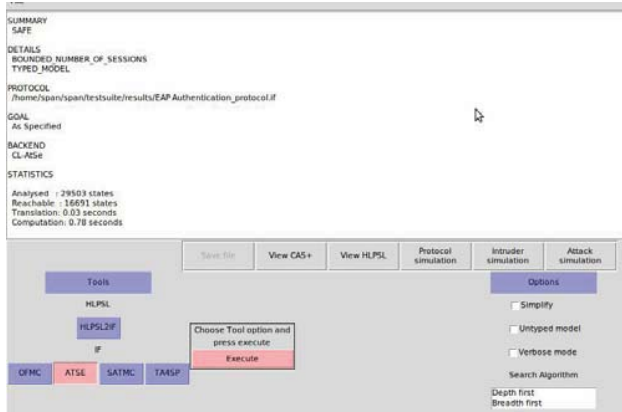 SUMMARY
SAFE
DETAILS
BOUNDED_NUMBER_OF_SESSIONS
TYPED_MODEL
PROTOCOL
/home/span/span/testsuite/results/EAP Authentication_protocol.if
GOAL
As Specified
BACKEND
CL-AtSe
STATISTICS
Analysed : 29503 states
Reachable : 16691 states
Translation: 0.03 seconds
Computation: 0.78 seconds
Save file
View CAS+
View HLPSL
Protocol simulation
Intruder simulation
Attack simulation
Tools
HLPSL
HLPSL2IF
IF
OFMC
ATSE
SATMC
TA4SP
Choose Tool option and
press execute
Execute
Options
Simplify
Untyped model
Verbose mode
Search Algorithm
Depth first
Breadth first